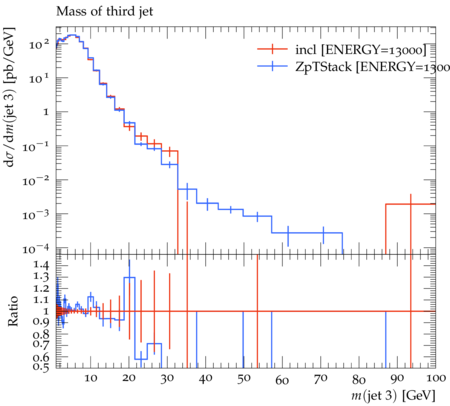 Mass of third jet
dσ/dm(jet 3) [pb/GeV]
incl [ENERGY=13000]
ZpTStack [ENERGY=1300
10²
10¹
1
10⁻¹
10⁻²
10⁻³
10⁻⁴
Ratio
1.4
1.3
1.2
1.1
1
0.9
0.8
0.7
0.6
0.5
10 20 30 40 50 60 70 80 90 100
m(jet 3) [GeV]